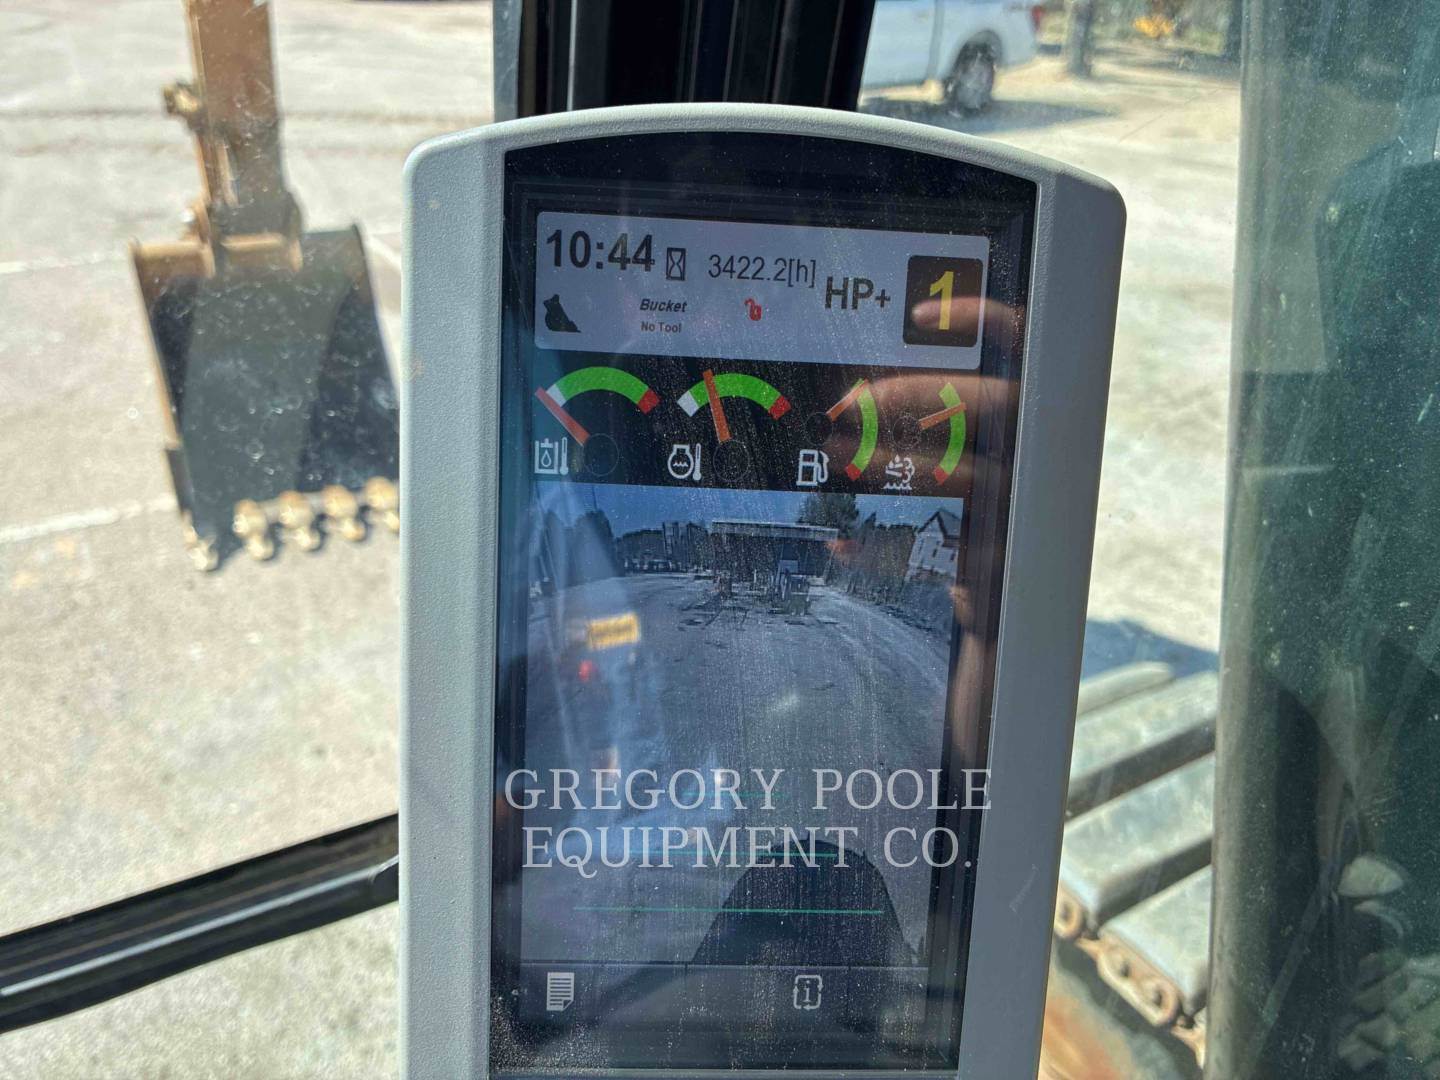 10:44 3422.2[h] HP+ 1
Bucket
No Tool
GREGORY POOLE
EQUIPMENT CO.